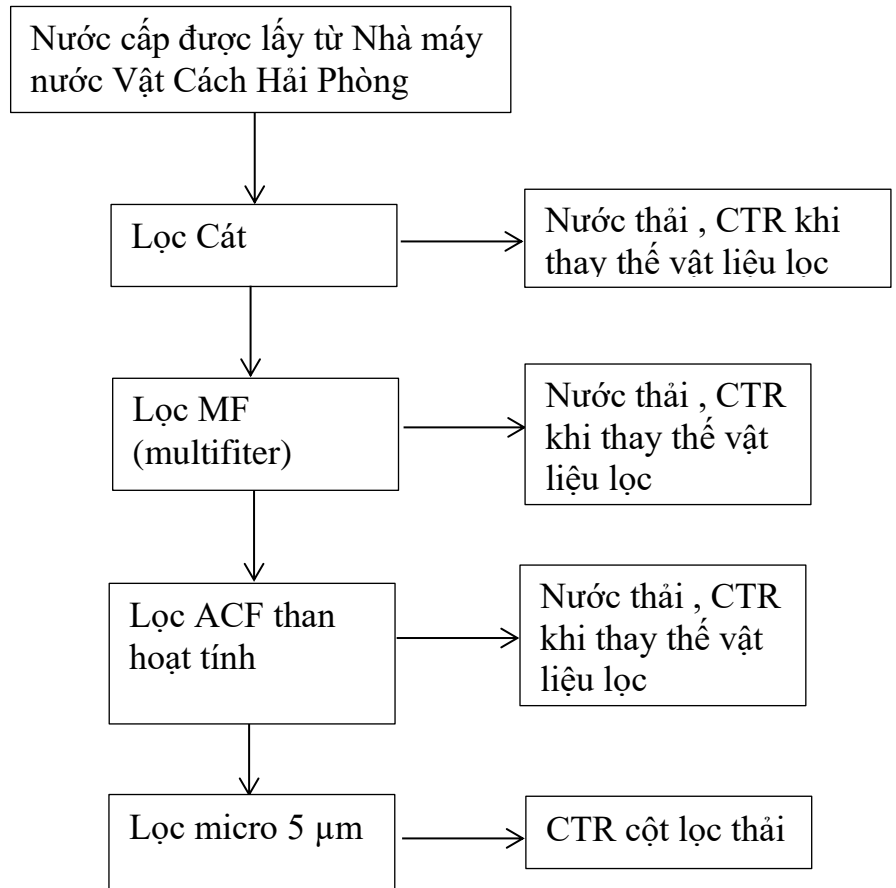 Nước cấp được lấy từ Nhà máy
nước Vật Cách Hải Phòng
Lọc Cát
Nước thải , CTR khi
thay thế vật liệu lọc
Lọc MF
(multifiter)
Nước thải , CTR
khi thay thế vật
liệu lọc
Lọc ACF than
hoạt tính
Nước thải , CTR
khi thay thế vật
liệu lọc
Lọc micro 5 µm
CTR cột lọc thải